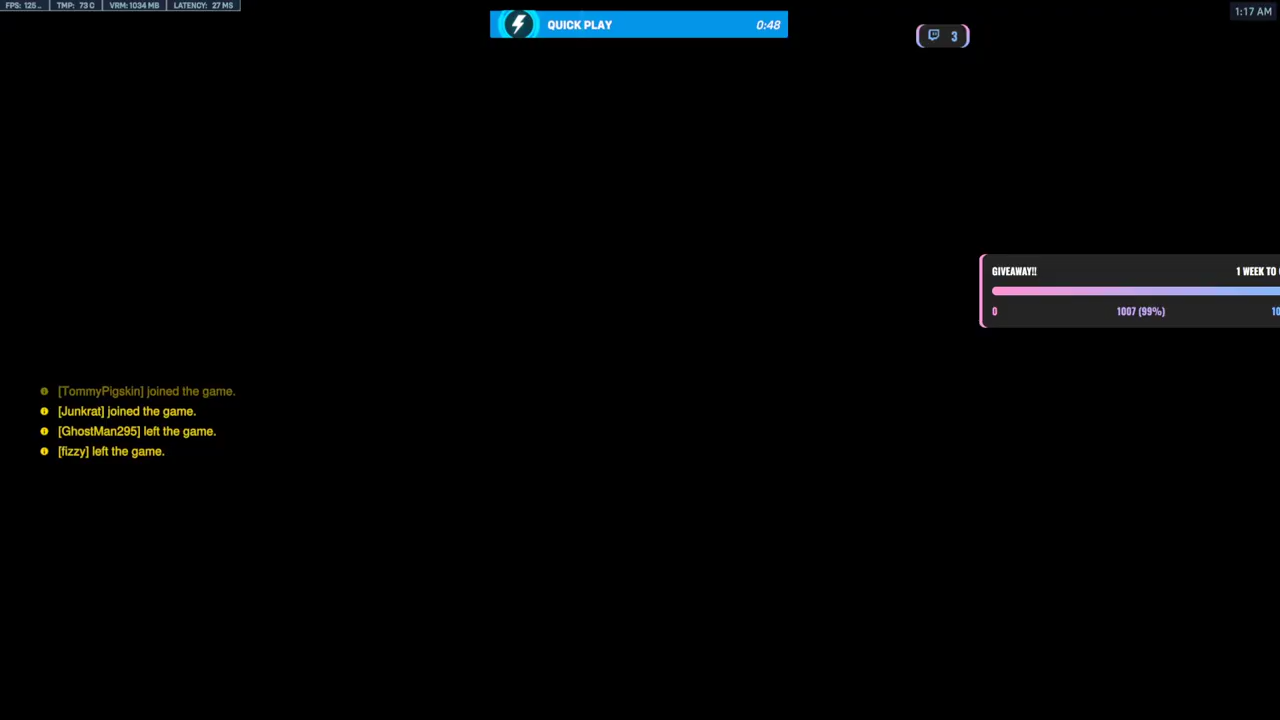 FPS: 125 .. TMP: 73 C VRM: 1034 MB LATENCY: 27 MS
QUICK PLAY 0:48
1:17 AM
3
GIVEAWAY!! 1 WEEK TO
0 1007 (99%) 10
[TommyPigskin] joined the game.
[Junkrat] joined the game.
[GhostMan295] left the game.
[fizzy] left the game.